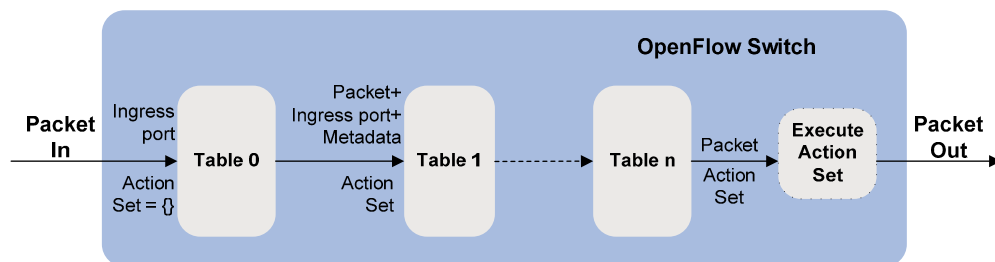 OpenFlow Switch
Packet
In
Ingress
port
Action
Set = {}
Table 0
Packet+
Ingress port+
Metadata
Action
Set
Table 1
Table n
Packet
Action
Set
Execute
Action
Set
Packet
Out